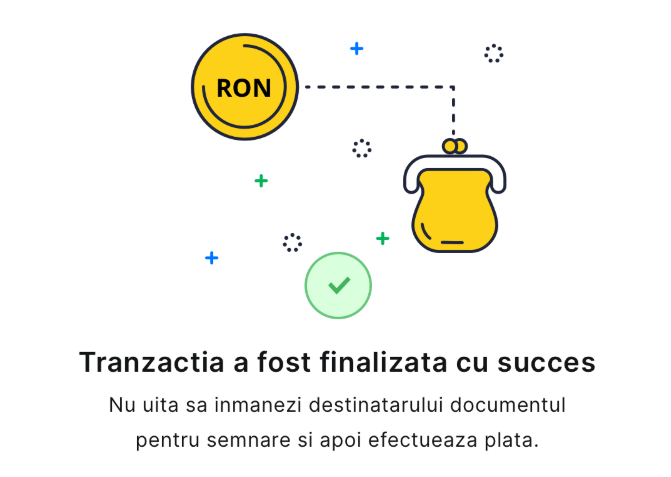 RON
Tranzactia a fost finalizata cu succes
Nu uita sa inmanezi destinatarului documentul
pentru semnare si apoi efectueaza plata.